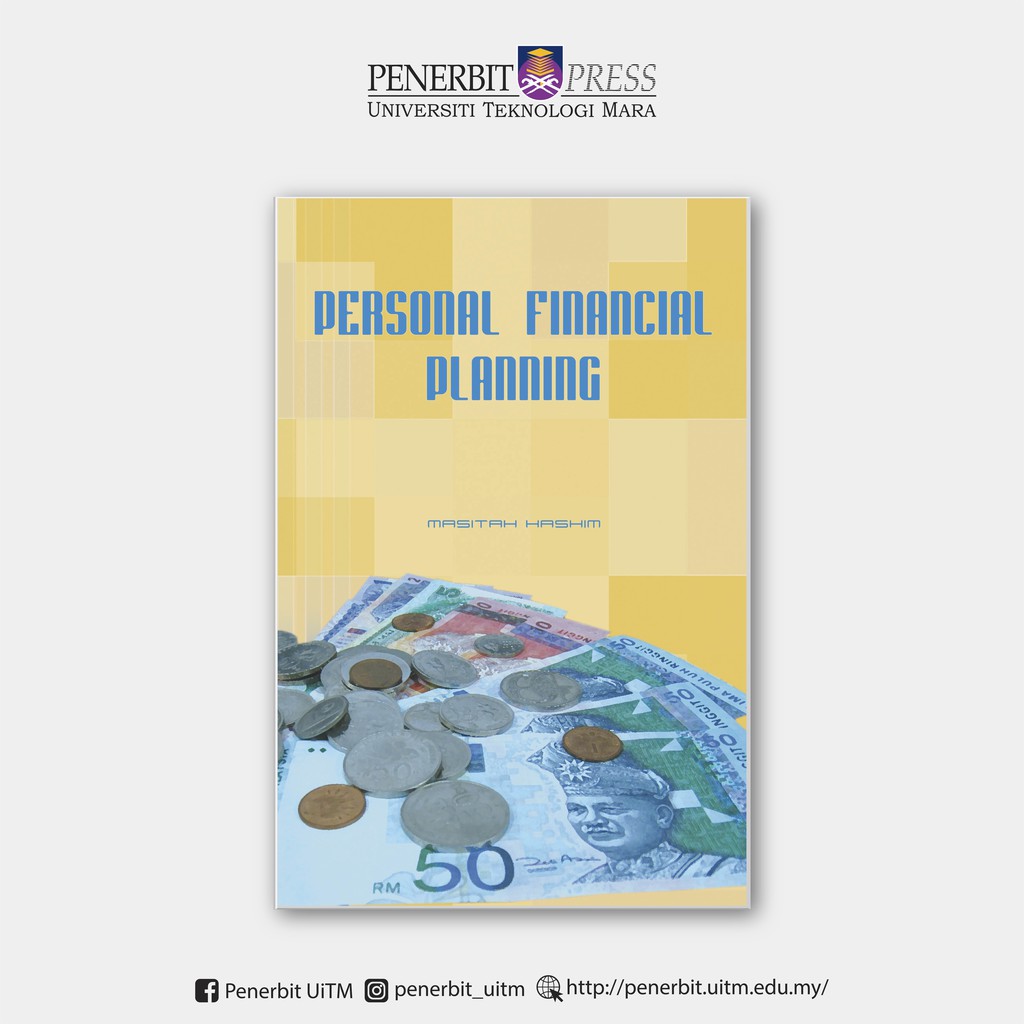 PENERBIT PRESS
UNIVERSITI TEKNOLOGI MARA
PERSONAL FINANCIAL
PLANNING
MASITAH HASHIM
RM 50
Penerbit UiTM penerbit_uitm http://penerbit.uitm.edu.my/